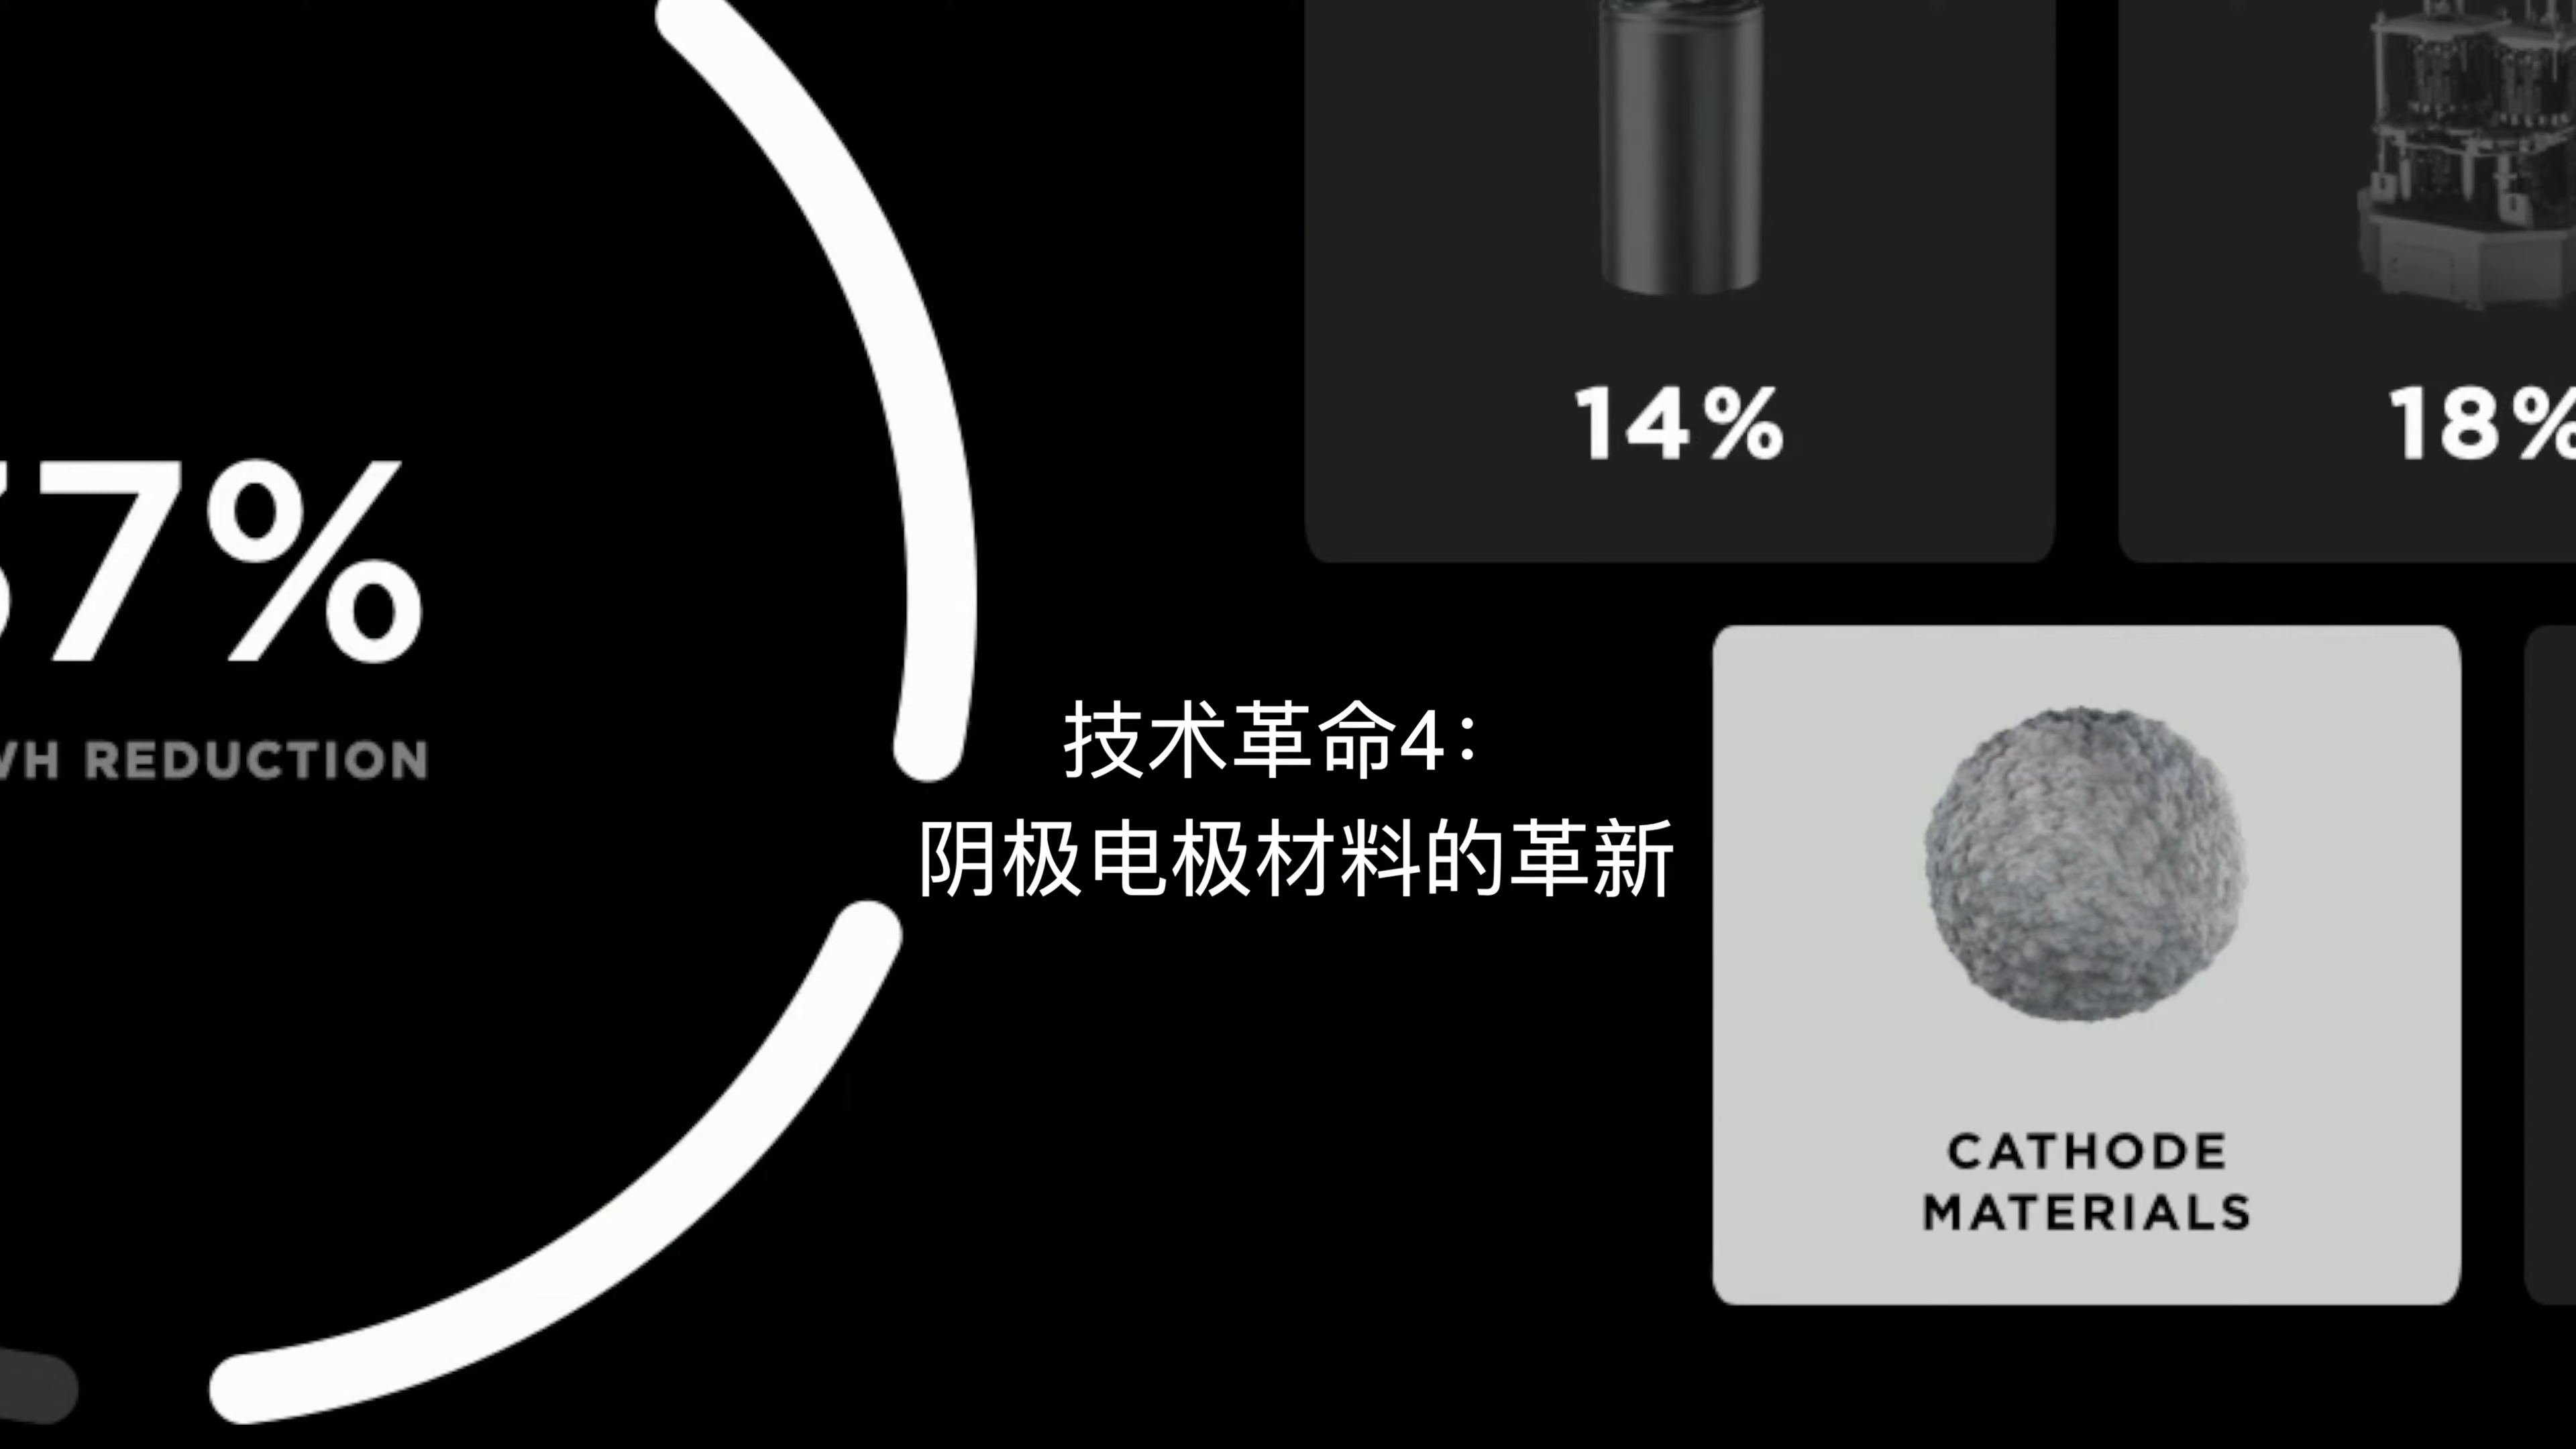 14%
18%
7%
WH REDUCTION
技术革命4：
阴极电极材料的革新
CATHODE
MATERIALS